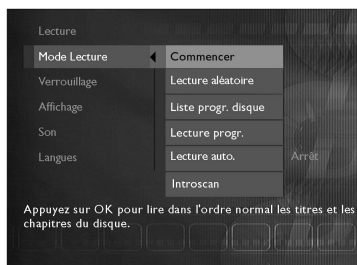 Lecture
Mode Lecture
Commencer
Verrouillage
Lecture aléatoire
Affichage
Liste progr. disque
Son
Lecture progr.
Langues
Lecture auto.
Arrêt
Introscan
Appuyez sur OK pour lire dans l'ordre normal les titres et les
chapitres du disque.